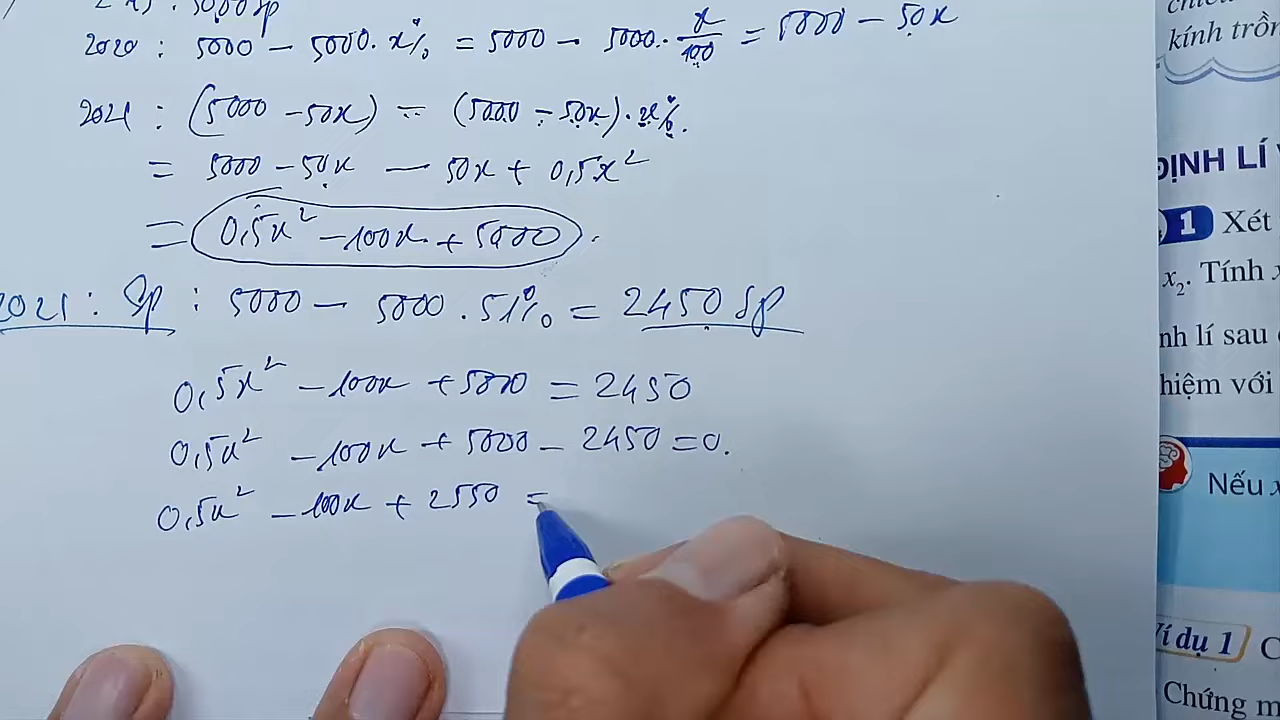 2020 : 5000 – 5000. x% = 5000 – 5000. x/100 = 5000 – 50x
2021 : (5000 – 50x) – (5000 – 50x) . x%.
= 5000 – 50x – 50x + 0,5x²
= 0,5x² – 100x + 5000 .
2021 : Sp : 5000 – 5000 . 51% = 2450 Sp
0,5x² – 100x + 5000 = 2450
0,5x² – 100x + 5000 – 2450 = 0.
0,5x² – 100x + 2550 =
kính tròn
ĐỊNH LÍ
1 Xét
x₂. Tính
nh lí sau
hiệm với
Nếu
Ví dụ 1
Chứng